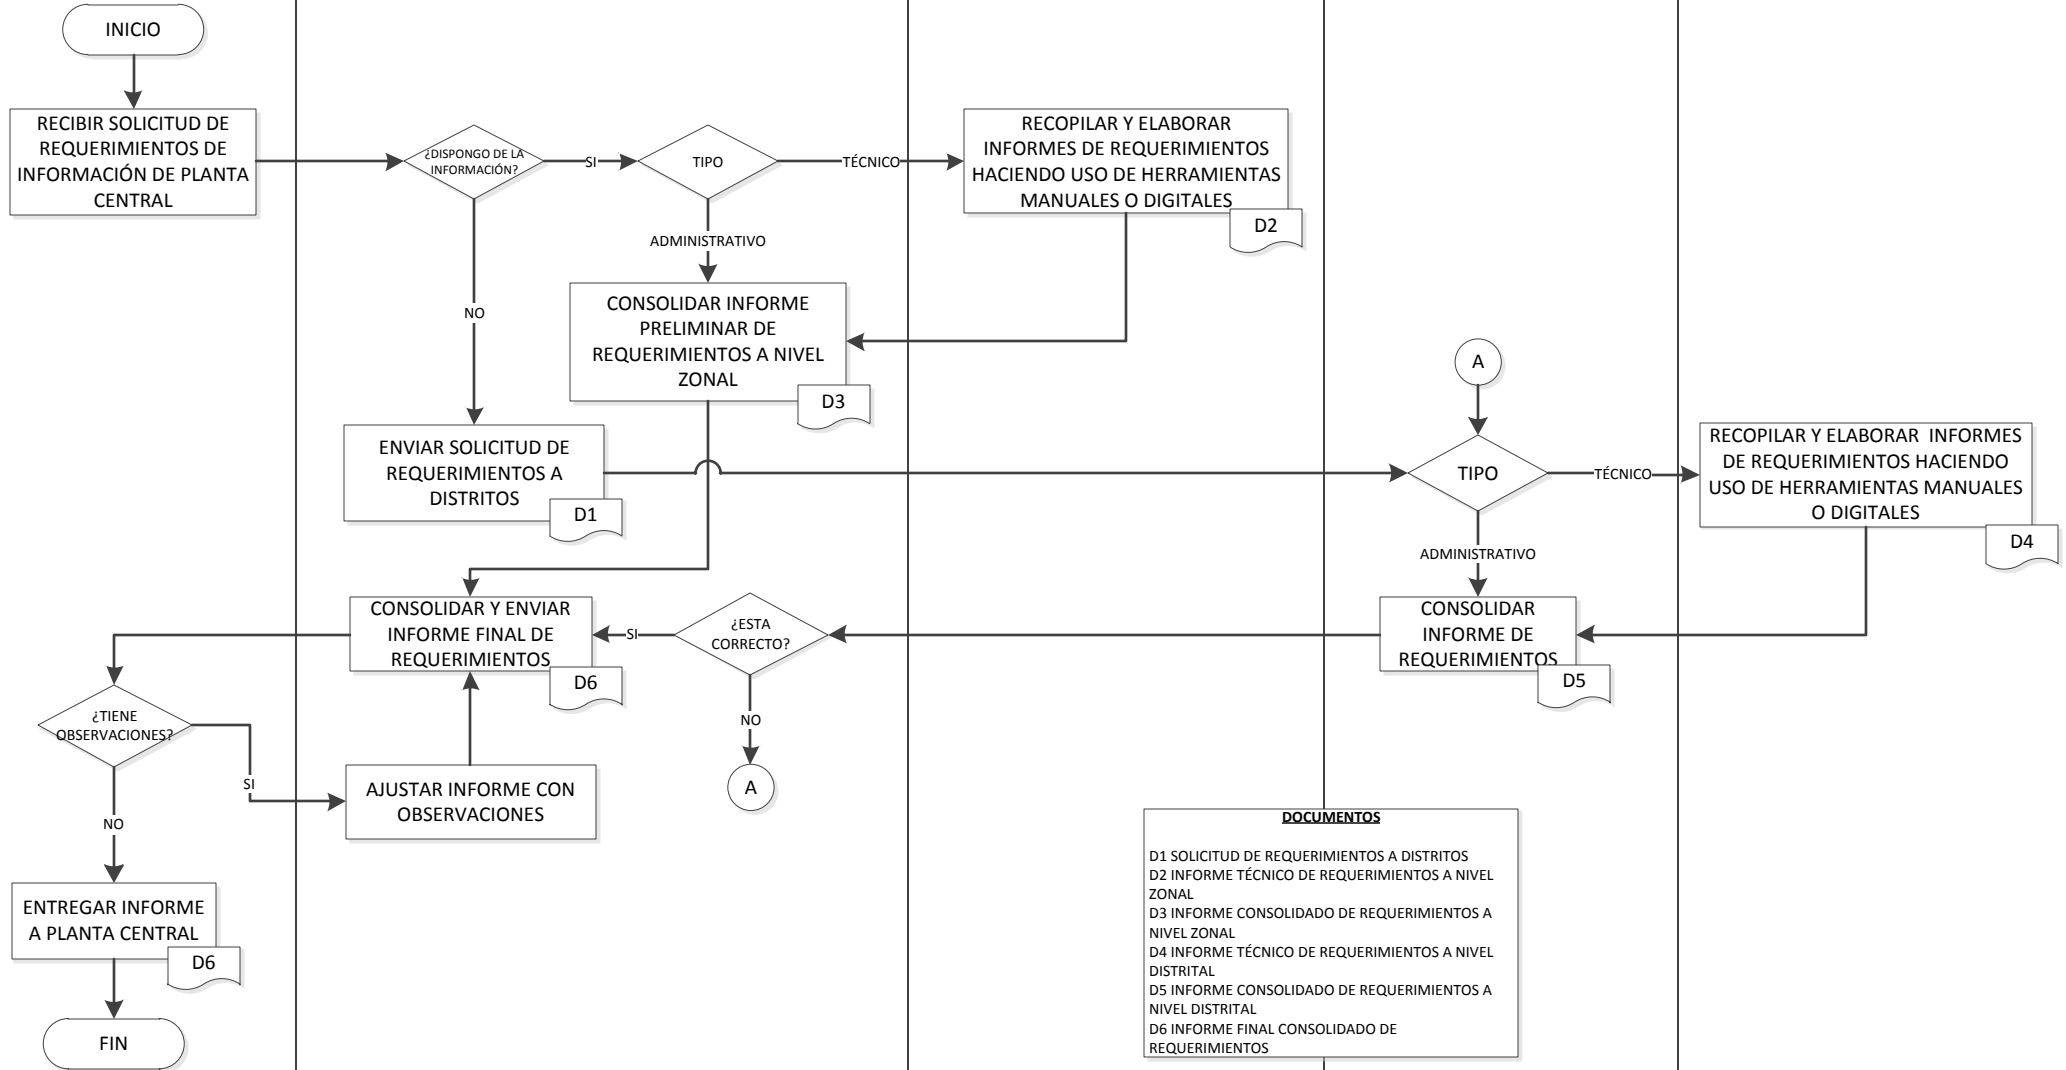 INICIO
RECIBIR SOLICITUD DE
REQUERIMIENTOS DE
INFORMACIÓN DE PLANTA
CENTRAL
¿DISPONGO DE LA
INFORMACIÓN?
SI
TIPO
TÉCNICO
RECOPILAR Y ELABORAR
INFORMES DE REQUERIMIENTOS
HACIENDO USO DE HERRAMIENTAS
MANUALES O DIGITALES
D2
ADMINISTRATIVO
NO
CONSOLIDAR INFORME
PRELIMINAR DE
REQUERIMIENTOS A NIVEL
ZONAL
D3
A
ENVIAR SOLICITUD DE
REQUERIMIENTOS A
DISTRITOS
D1
TIPO
TÉCNICO
RECOPILAR Y ELABORAR INFORMES
DE REQUERIMIENTOS HACIENDO
USO DE HERRAMIENTAS MANUALES
O DIGITALES
D4
ADMINISTRATIVO
CONSOLIDAR Y ENVIAR
INFORME FINAL DE
REQUERIMIENTOS
D6
SI
¿ESTA
CORRECTO?
CONSOLIDAR
INFORME DE
REQUERIMIENTOS
D5
¿TIENE
OBSERVACIONES?
NO
SI
AJUSTAR INFORME CON
OBSERVACIONES
A
NO
ENTREGAR INFORME
A PLANTA CENTRAL
D6
FIN
DOCUMENTOS
D1 SOLICITUD DE REQUERIMIENTOS A DISTRITOS
D2 INFORME TÉCNICO DE REQUERIMIENTOS A NIVEL
ZONAL
D3 INFORME CONSOLIDADO DE REQUERIMIENTOS A
NIVEL ZONAL
D4 INFORME TÉCNICO DE REQUERIMIENTOS A NIVEL
DISTRITAL
D5 INFORME CONSOLIDADO DE REQUERIMIENTOS A
NIVEL DISTRITAL
D6 INFORME FINAL CONSOLIDADO DE
REQUERIMIENTOS